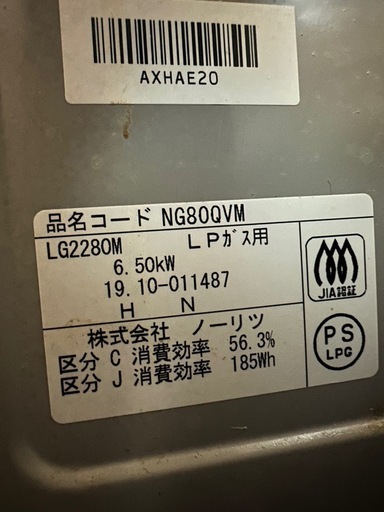 AXHAE20
品名コード NG80QVM
LG2280M LPガス用
6.50kW
19.10-011487
H N
株式会社 ノーリツ
区分 C 消費効率 56.3%
区分 J 消費効率 185Wh
JIA認証
PS
LPG